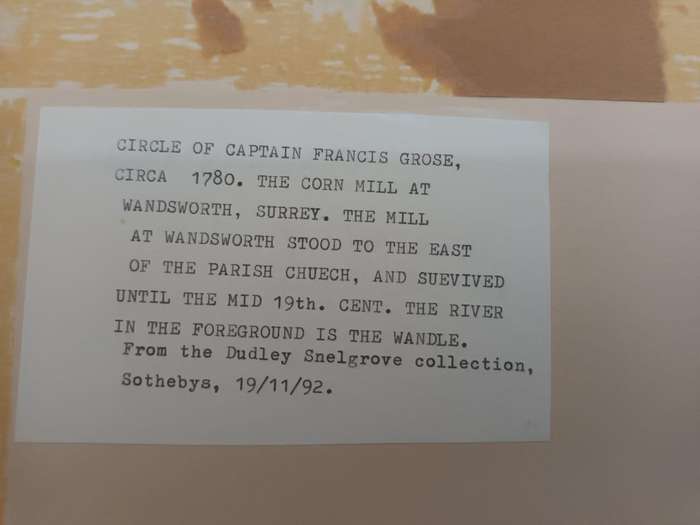 CIRCLE OF CAPTAIN FRANCIS GROSE,
CIRCA 1780. THE CORN MILL AT
WANDSWORTH, SURREY. THE MILL
AT WANDSWORTH STOOD TO THE EAST
OF THE PARISH CHUECH, AND SUEVIVED
UNTIL THE MID 19th. CENT. THE RIVER
IN THE FOREGROUND IS THE WANDLE.
From the Dudley Snelgrove collection,
Sothebys, 19/11/92.